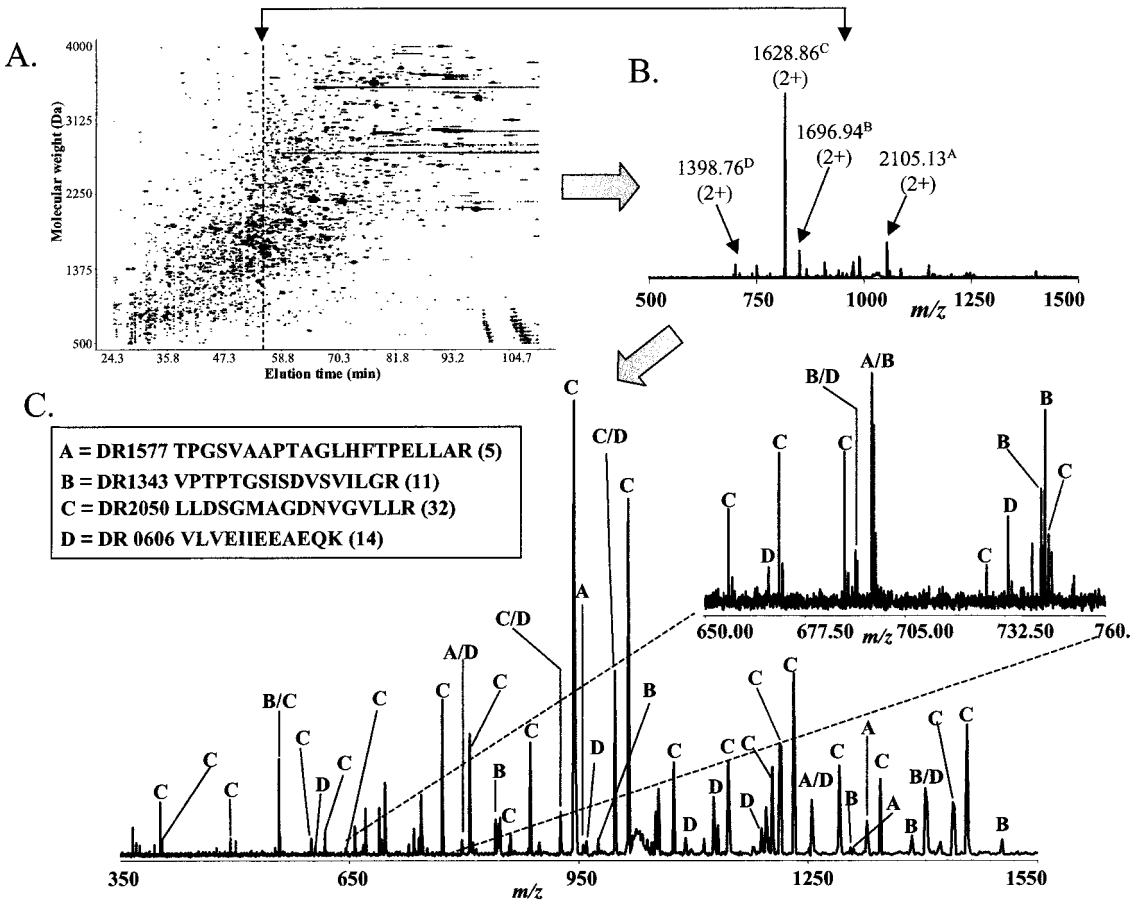 A.
4000
3125
2250
1375
500
Molecular weight (Da)
24.3 35.8 47.3 58.8 70.3 81.8 93.2 104.7
Elution time (min)
B.
1628.86C
(2+)
1696.94B
(2+)
2105.13A
(2+)
1398.76D
(2+)
500 750 1000 1250 1500
m/z
C.
A = DR1577 TPGSVAAPTAGLHFTPELLAR (5)
B = DR1343 VPTPTGSISDVSVILGR (11)
C = DR2050 LLDSGMAGDNVGVLLR (32)
D = DR 0606 VLVEIIEEAEQK (14)
A/B
B/D
B
C
C
C
B
C
D
D
C
650.00 677.50 705.00 732.50 760.
m/z
C
C/D
C
A
C/D
A/D
C
B
C
B/C
C
C
C
C
C
C
D
C
B
C
D
C
D
C
C
D
C
C
A/D
C
B
A
A
C
B/D
B
C
C
B
D
350 650 950 1250 1550
m/z